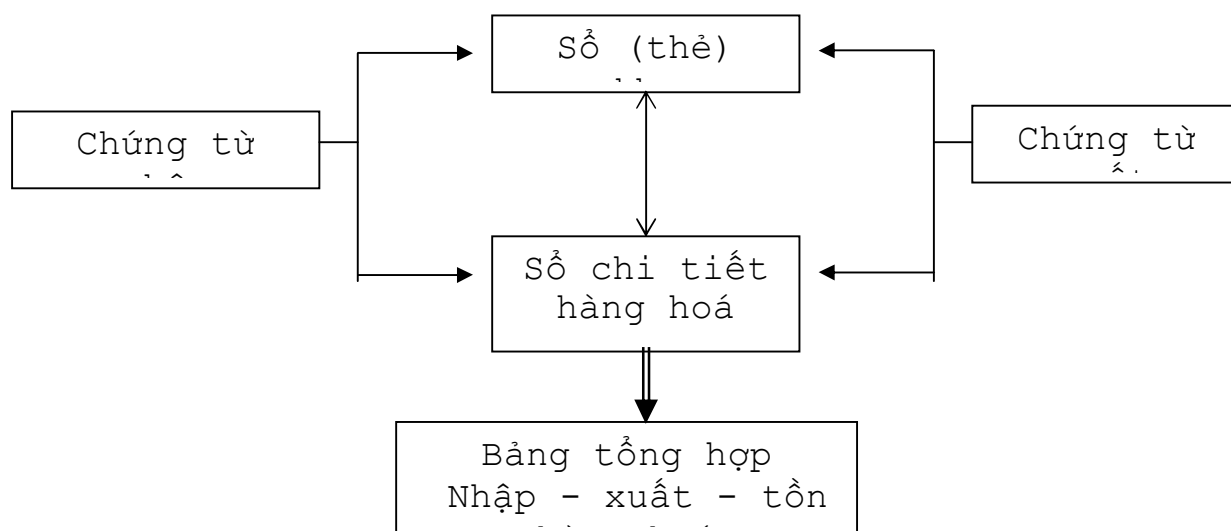 Sổ (thẻ)
Chứng từ
Chứng từ
Sổ chi tiết
hàng hoá
Bảng tổng hợp
Nhập - xuất - tồn